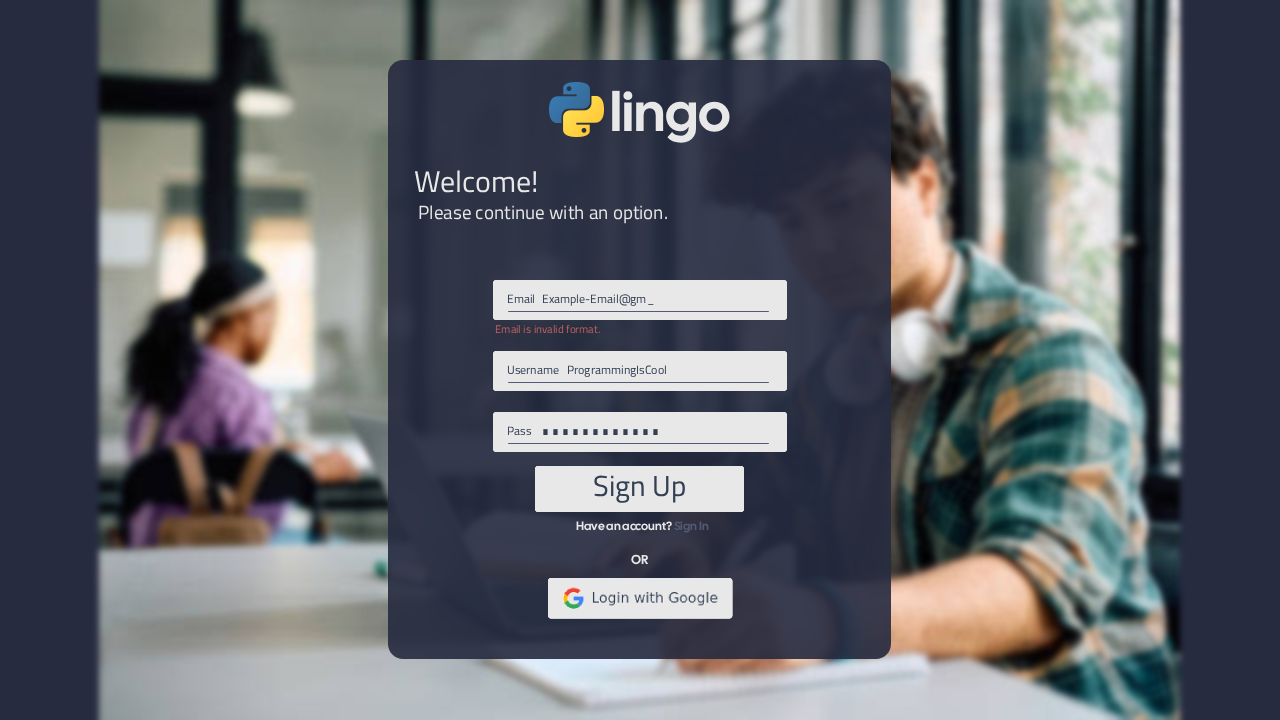 lingo
Welcome!
Please continue with an option.
Email Example-Email@gm_
Email is invalid format.
Username ProgrammingIsCool
Pass
Sign Up
Have an account? Sign In
OR
Login with Google